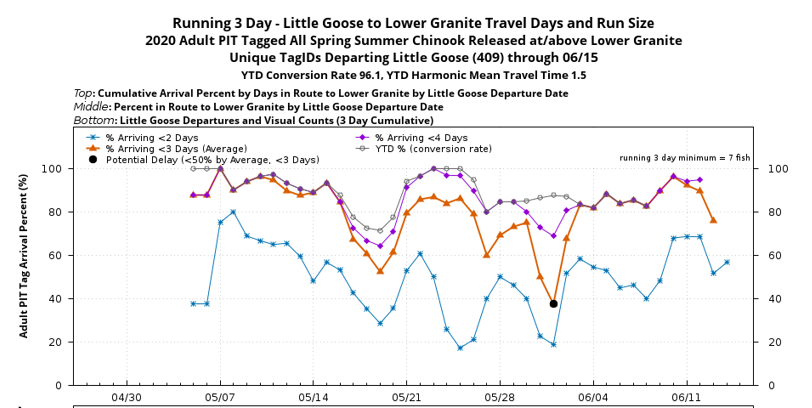 Running 3 Day - Little Goose to Lower Granite Travel Days and Run Size
2020 Adult PIT Tagged All Spring Summer Chinook Released at/above Lower Granite
Unique TagIDs Departing Little Goose (409) through 06/15
YTD Conversion Rate 96.1, YTD Harmonic Mean Travel Time 1.5
Top: Cumulative Arrival Percent by Days in Route to Lower Granite by Little Goose Departure Date
Middle: Percent in Route to Lower Granite by Little Goose Departure Date
Bottom: Little Goose Departures and Visual Counts (3 Day Cumulative)
% Arriving <2 Days % Arriving <4 Days
% Arriving <3 Days (Average) YTD % (conversion rate)
Potential Delay (<50% by Average, <3 Days)
running 3 day minimum = 7 fish
Adult PIT Tag Arrival Percent (%)
100 100
80 80
60 60
40 40
20 20
0 0
04/30 05/07 05/14 05/21 05/28 06/04 06/11